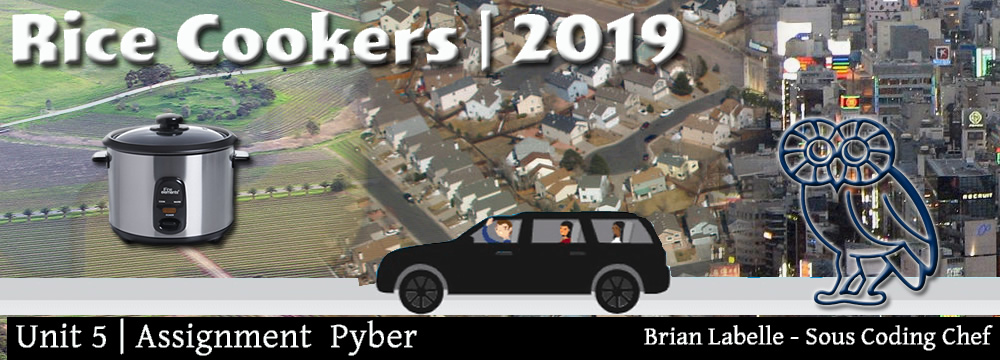 Rice Cookers | 2019
Unit 5 | Assignment Pyber
Brian Labelle - Sous Coding Chef